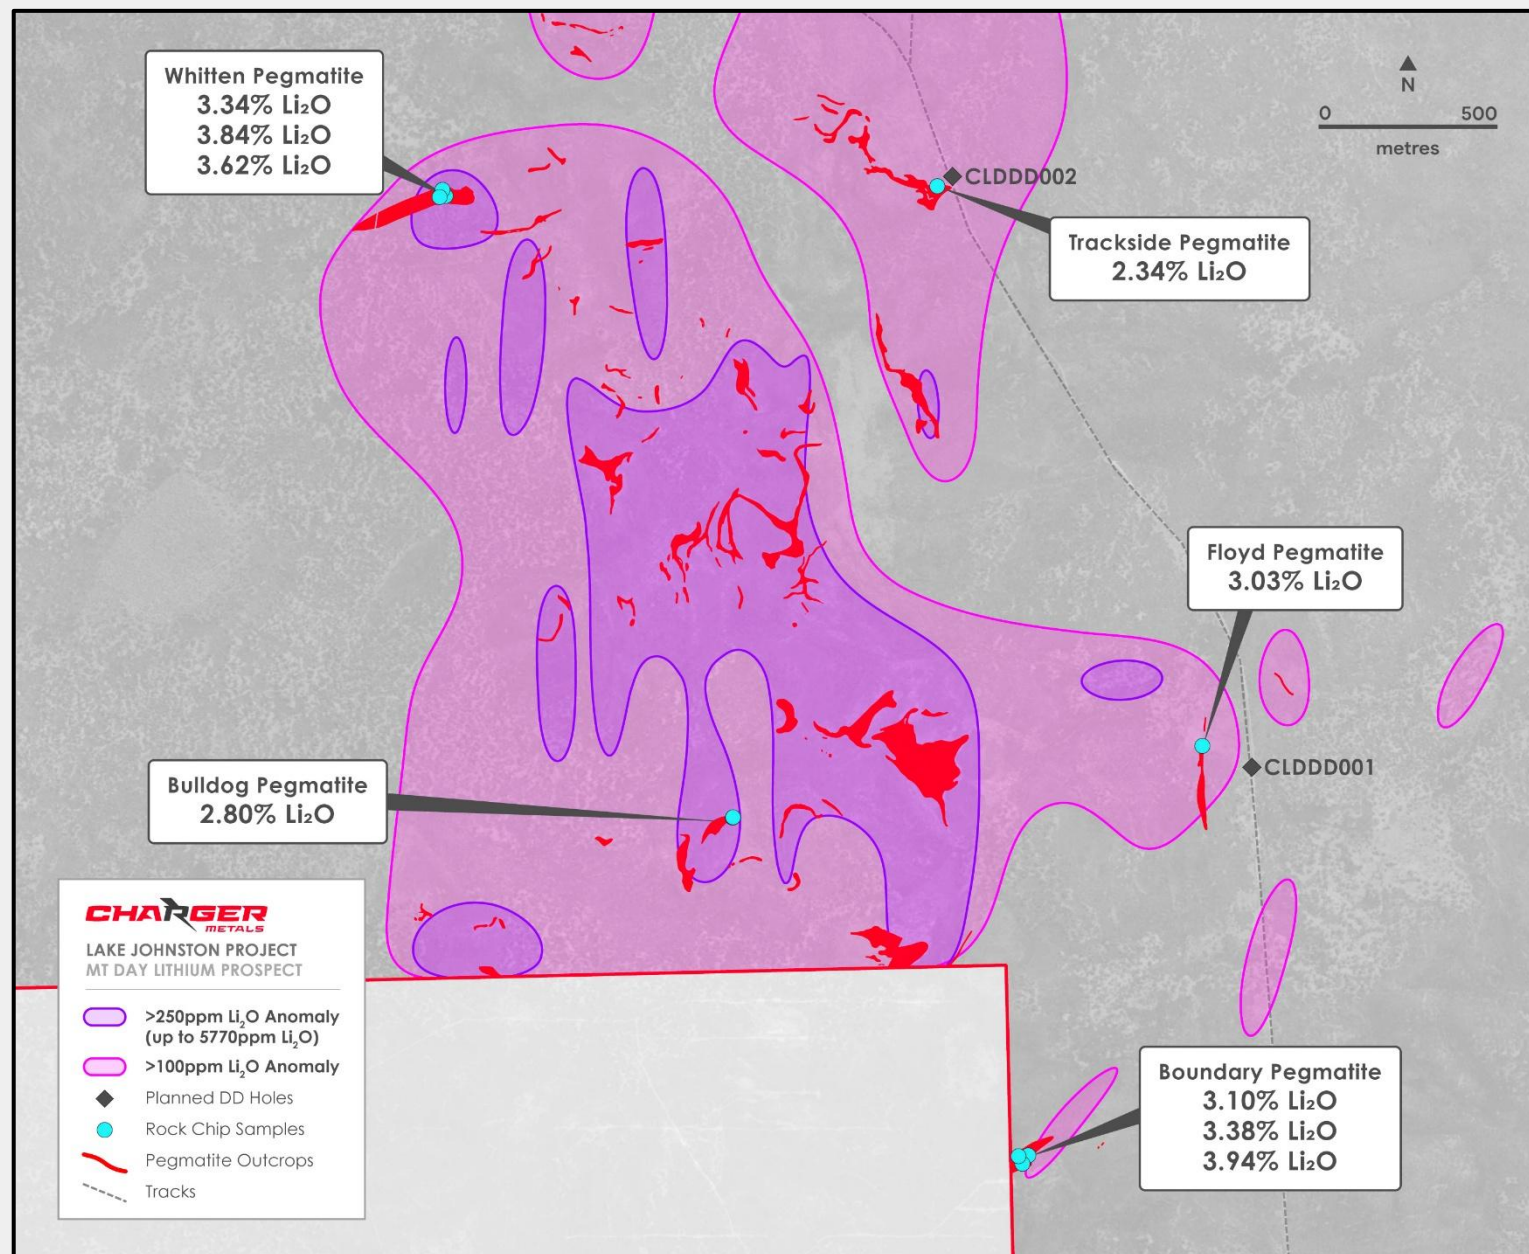 Whitten Pegmatite
3.34% Li₂O
3.84% Li₂O
3.62% Li₂O
N
0 500
metres
CLDDD002
Trackside Pegmatite
2.34% Li₂O
Floyd Pegmatite
3.03% Li₂O
CLDDD001
Bulldog Pegmatite
2.80% Li₂O
CHARGER
METALS
LAKE JOHNSTON PROJECT
MT DAY LITHIUM PROSPECT
>250ppm Li₂O Anomaly
(up to 5770ppm Li₂O)
>100ppm Li₂O Anomaly
Planned DD Holes
Rock Chip Samples
Pegmatite Outcrops
Tracks
Boundary Pegmatite
3.10% Li₂O
3.38% Li₂O
3.94% Li₂O